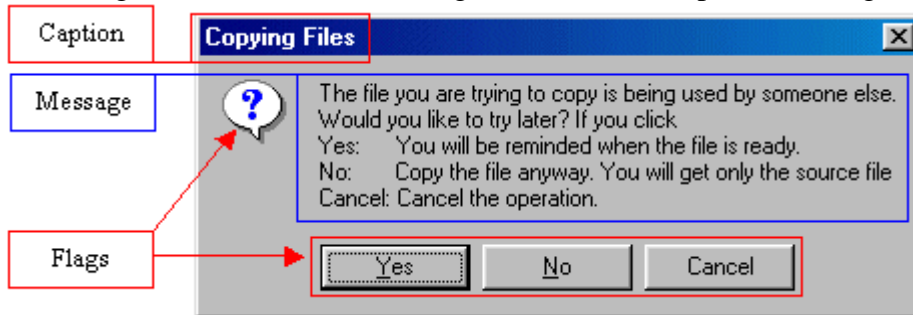 Caption
Copying Files
Message
The file you are trying to copy is being used by someone else.
Would you like to try later? If you click
Yes: You will be reminded when the file is ready.
No: Copy the file anyway. You will get only the source file
Cancel: Cancel the operation.
Flags
Yes No Cancel